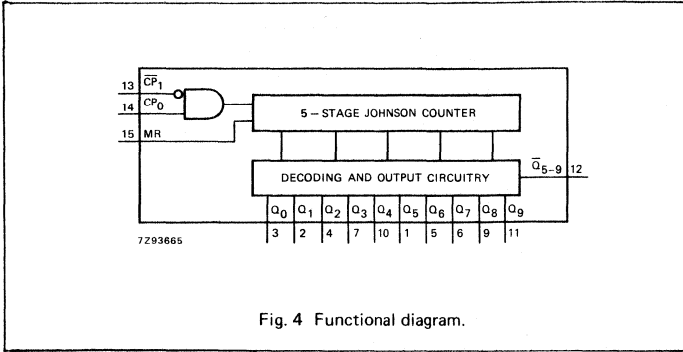 13 C̅P̅₁
14 CP₀
15 MR
5 – STAGE JOHNSON COUNTER
DECODING AND OUTPUT CIRCUITRY
Q̅₅₋₉ 12
Q₀ Q₁ Q₂ Q₃ Q₄ Q₅ Q₆ Q₇ Q₈ Q₉
3 2 4 7 10 1 5 6 9 11
7Z93665
Fig. 4 Functional diagram.